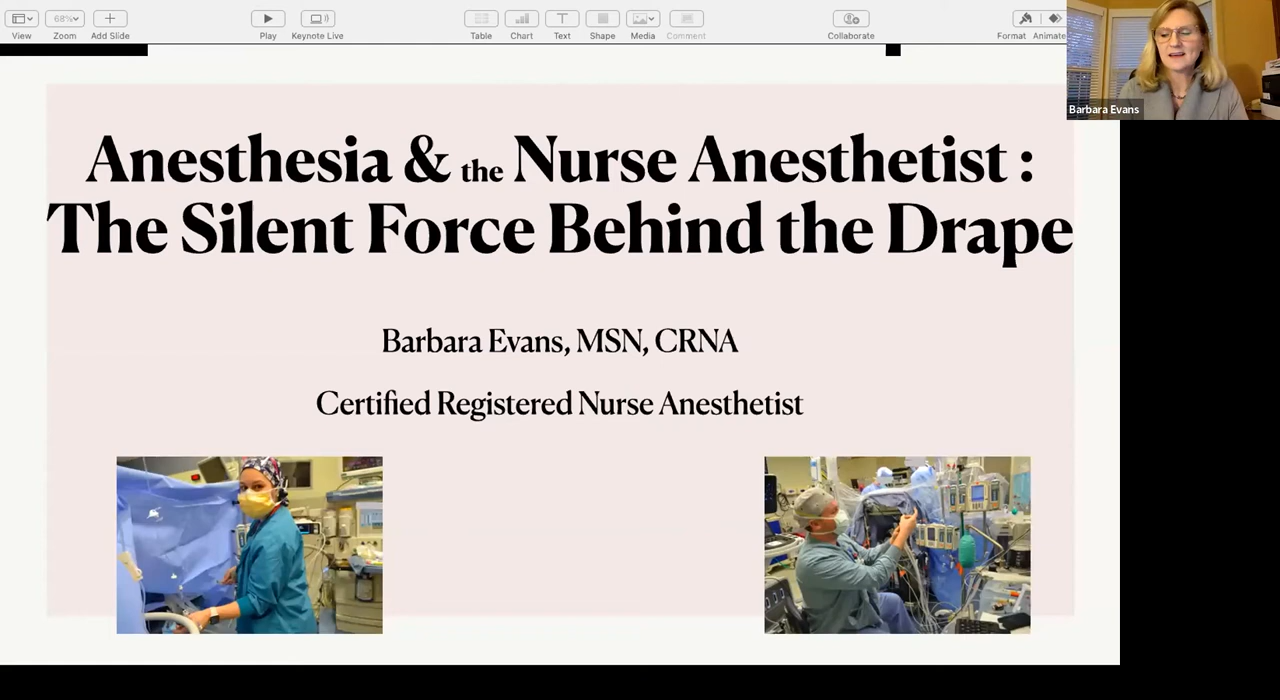 68%
View
Zoom
Add Slide
Play
Keynote Live
Table
Chart
Text
Shape
Media
Comment
Collaborate
Format
Animate
Barbara Evans
Anesthesia & the Nurse Anesthetist :
The Silent Force Behind the Drape
Barbara Evans, MSN, CRNA
Certified Registered Nurse Anesthetist